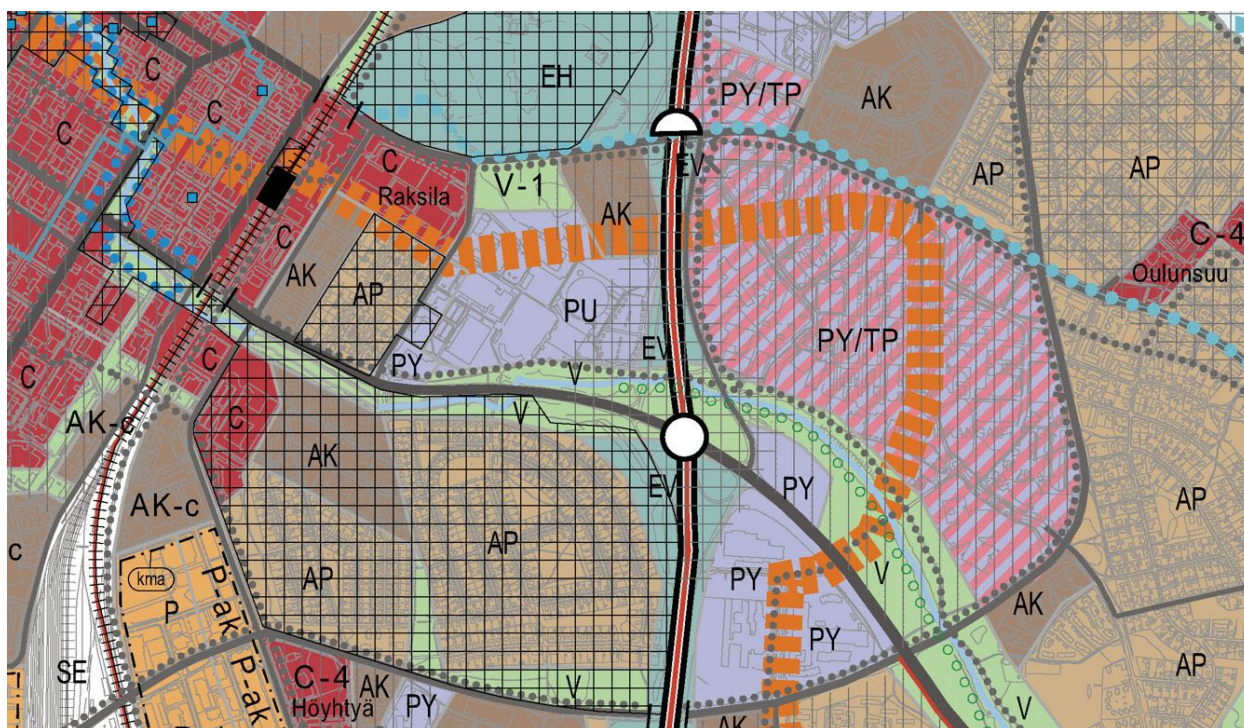 C
C
C
EH
PY/TP
AK
C
EV
AP
AP
Raksila
V-1
C-4
AK
Oulunsuu
C
AK
AP
PU
PY/TP
EV
PY
V
C
V
C
AK-c
AK
EV
PY
AP
AK-c
AP
c
kma
AP
PY
V
P
P-ak
AK
PY
AP
SE
P-ak
C-4
AK
V
V
Höyhtyä
PY
AK